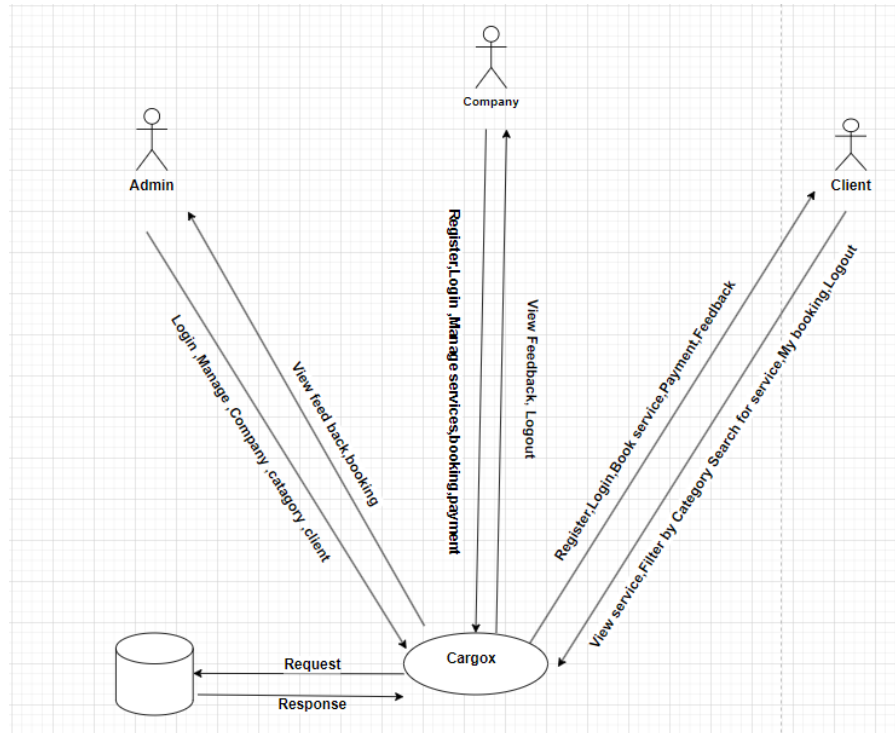 Company
Admin
Client
Login ,Manage ,Company ,catagory ,client
View feed back,booking
Register,Login ,Manage services,booking,payment
View Feedback, Logout
Register,Login,Book service,Payment,Feedback
View service,Filter by Category Search for service,My booking,Logout
Cargox
Request
Response